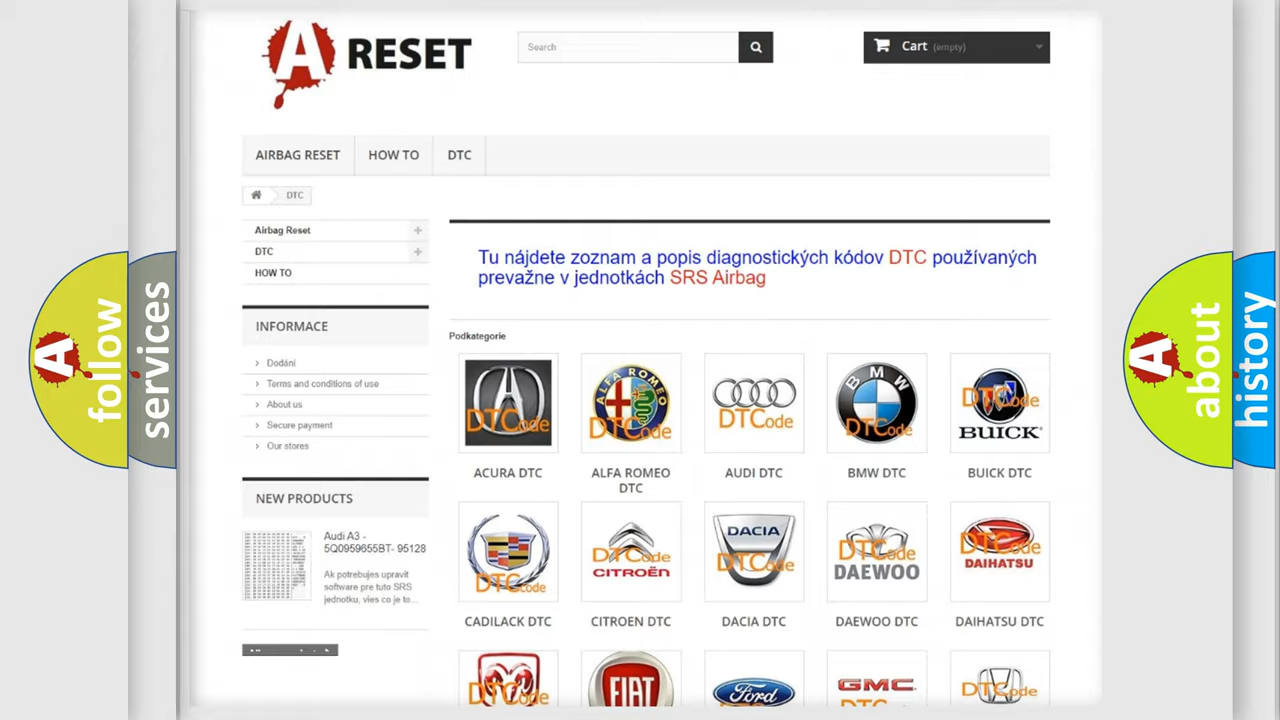 A RESET
Search
Cart (empty)
AIRBAG RESET
HOW TO
DTC
DTC
Airbag Reset
DTC
HOW TO
INFORMACE
Dodání
Terms and conditions of use
About us
Secure payment
Our stores
NEW PRODUCTS
Audi A3 -
5Q0959655BT- 95128
Ak potrebujes upravit
software pre tuto SRS
jednotku, vies co je to...
Tu nájdete zoznam a popis diagnostických kódov DTC používaných
prevažne v jednotkách SRS Airbag
Podkategorie
DTCode
ALFA ROMEO
DTCode
DTCode
BMW
DTCode
DTCode
BUICK
ACURA DTC
ALFA ROMEO
DTC
AUDI DTC
BMW DTC
BUICK DTC
DTCode
DTCode
CITROËN
DACIA
DTCode
DTCode
DAEWOO
DTCode
DAIHATSU
CADILACK DTC
CITROEN DTC
DACIA DTC
DAEWOO DTC
DAIHATSU DTC
DTCode
FIAT
Ford
GMC
DTCode
A follow
services
A about
history